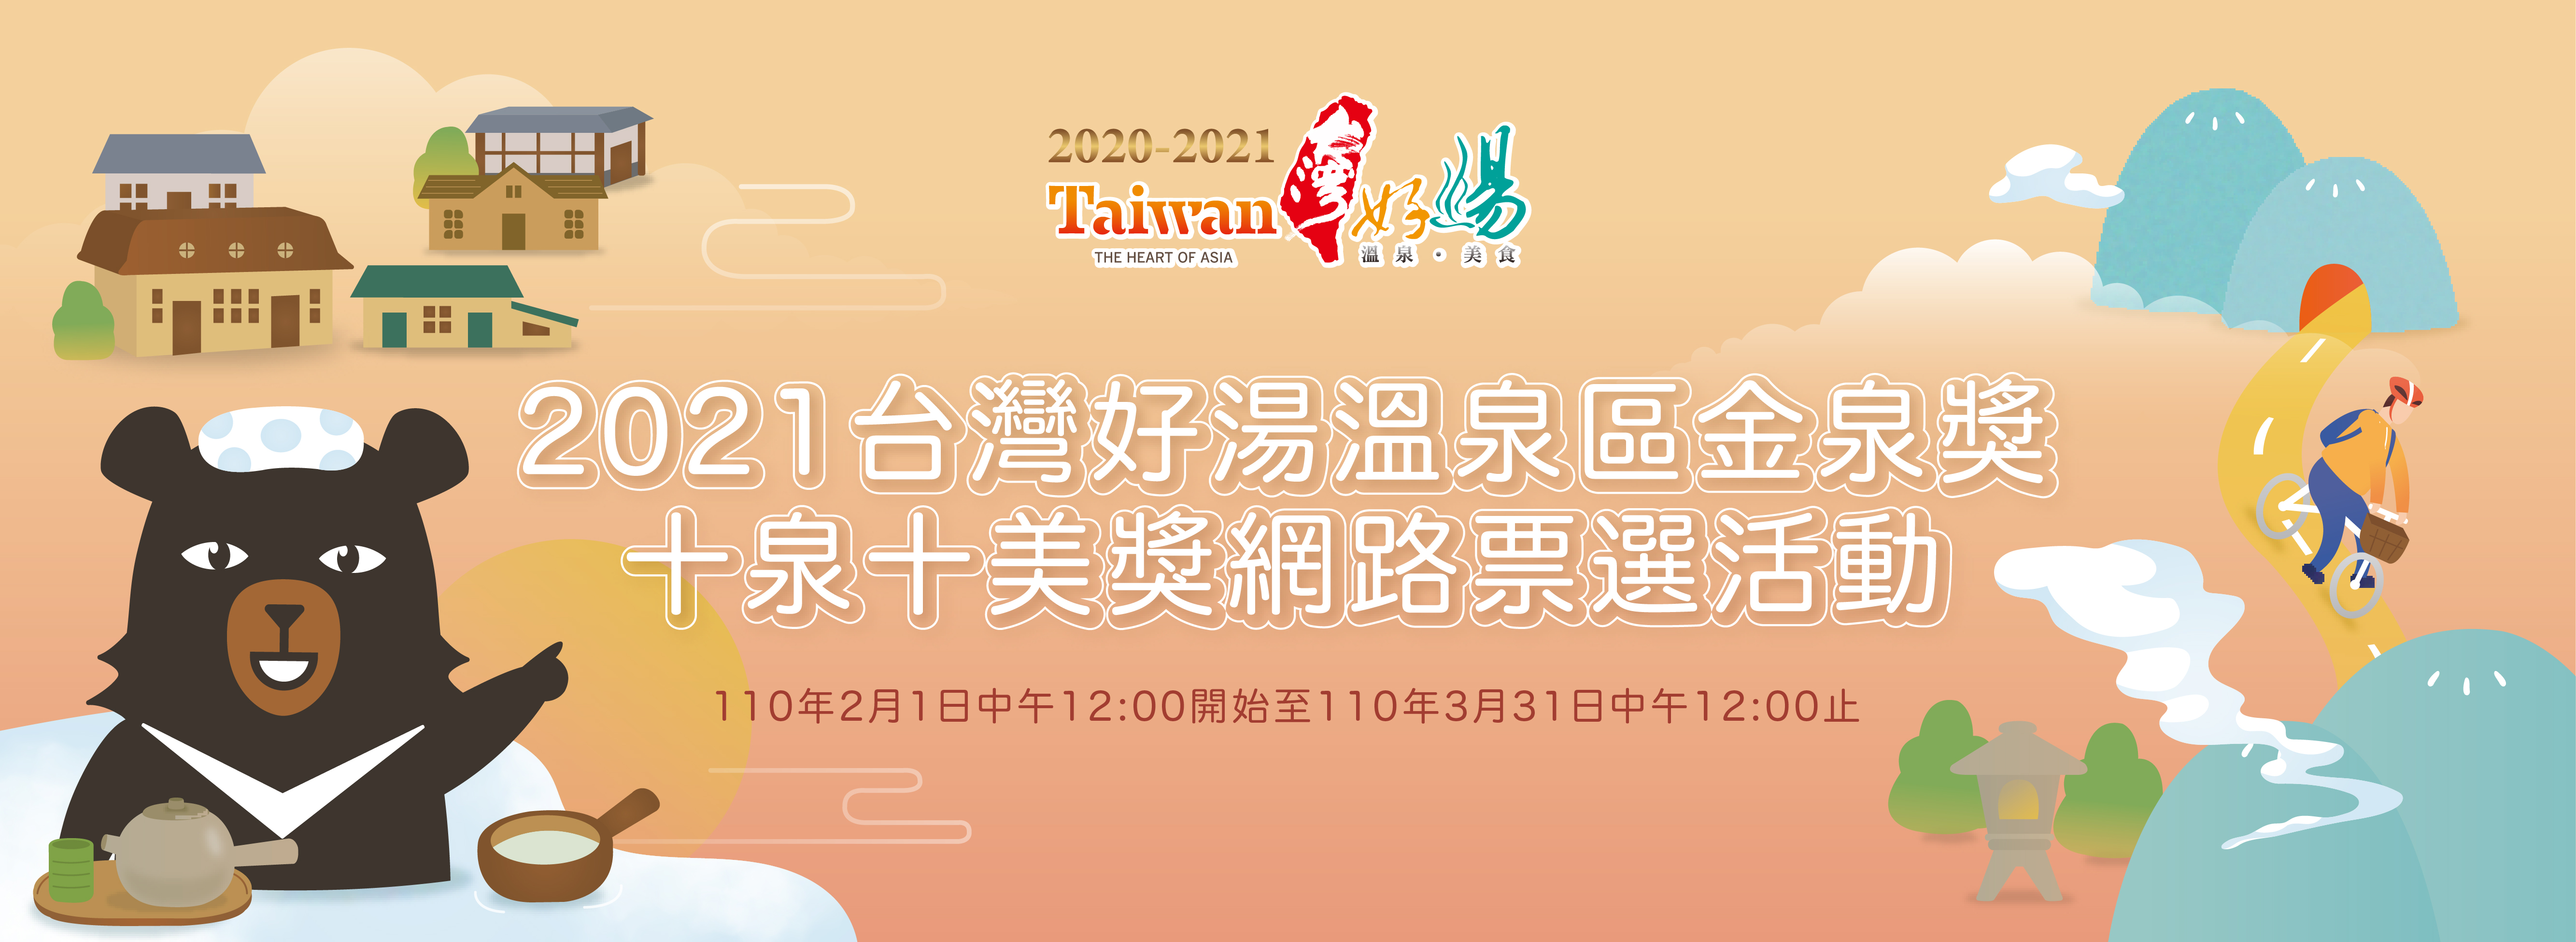 2020-2021
Taiwan 臺灣好湯
THE HEART OF ASIA
溫泉·美食
2021台灣好湯溫泉區金泉獎
十泉十美獎網路票選活動
110年2月1日中午12:00開始至110年3月31日中午12:00止